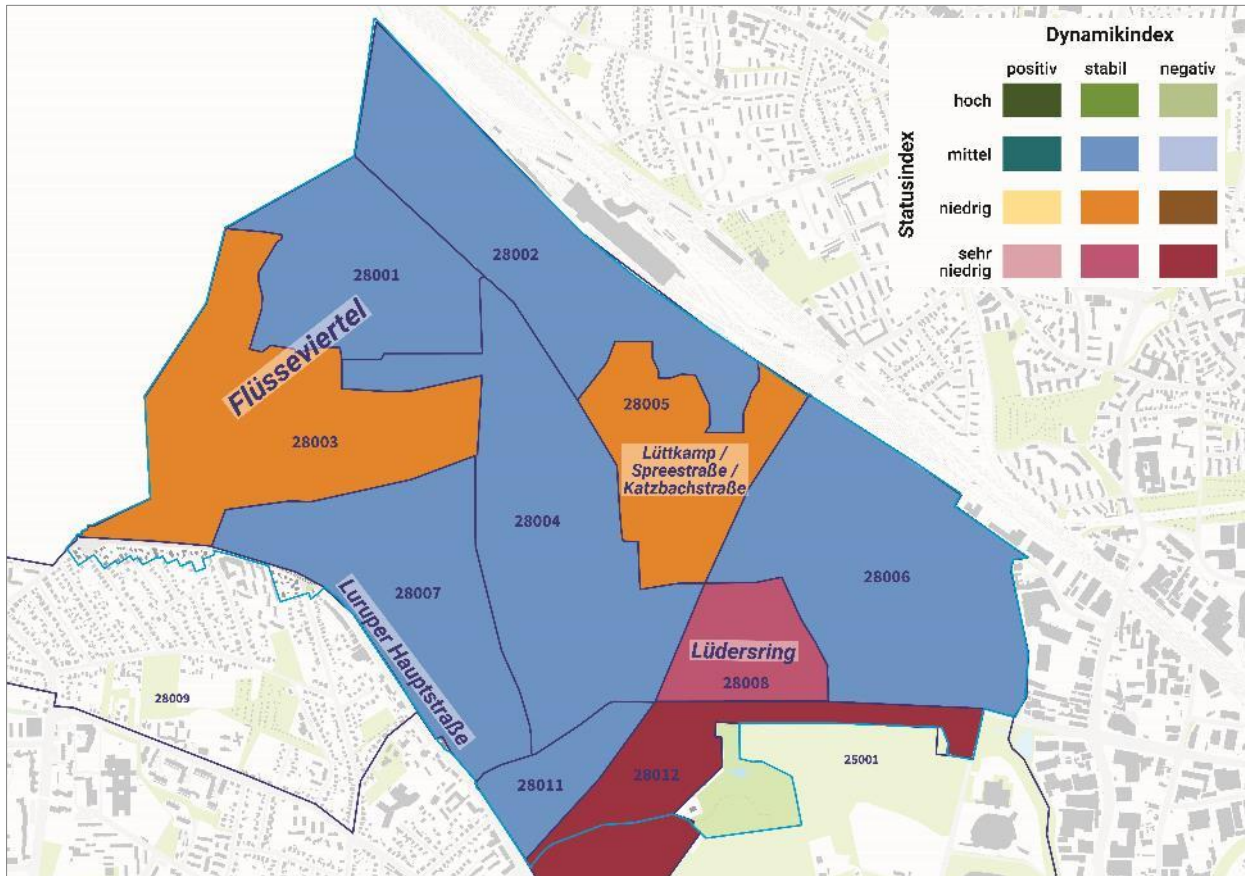 Dynamikindex
positiv stabil negativ
Statusindex
hoch
mittel
niedrig
sehr
niedrig
28001
28002
Flüsseviertel
28003
28005
Lüttkamp /
Spreestraße /
Katzbachstraße
28004
28006
28007
Luruper Hauptstraße
Lüdersring
28008
28009
28011
28012
25001